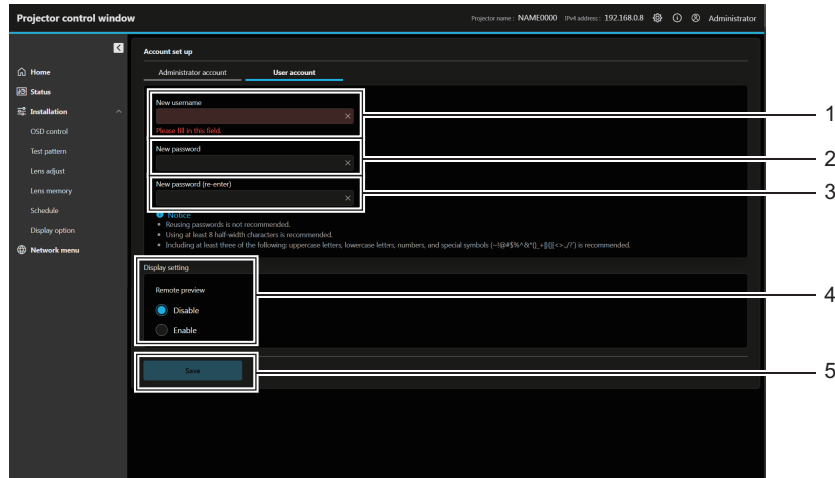 Projector control window
Projector name : NAME0000 IPv4 address : 192.168.0.8 Administrator
Account set up
Home
Administrator account User account
Status
Installation
New username
1
OSD control
Please fill in this field.
Test pattern
New password
2
Lens adjust
Lens memory
New password (re-enter)
3
Schedule
Notice
Display option
• Reusing passwords is not recommended.
• Using at least 8 half-width characters is recommended.
Network menu
• Including at least three of the following: uppercase letters, lowercase letters, numbers, and special symbols (~!@#$%^&*()_+|[]{}<>.,/?') is recommended.
Display setting
Remote preview
4
Disable
Enable
Save
5